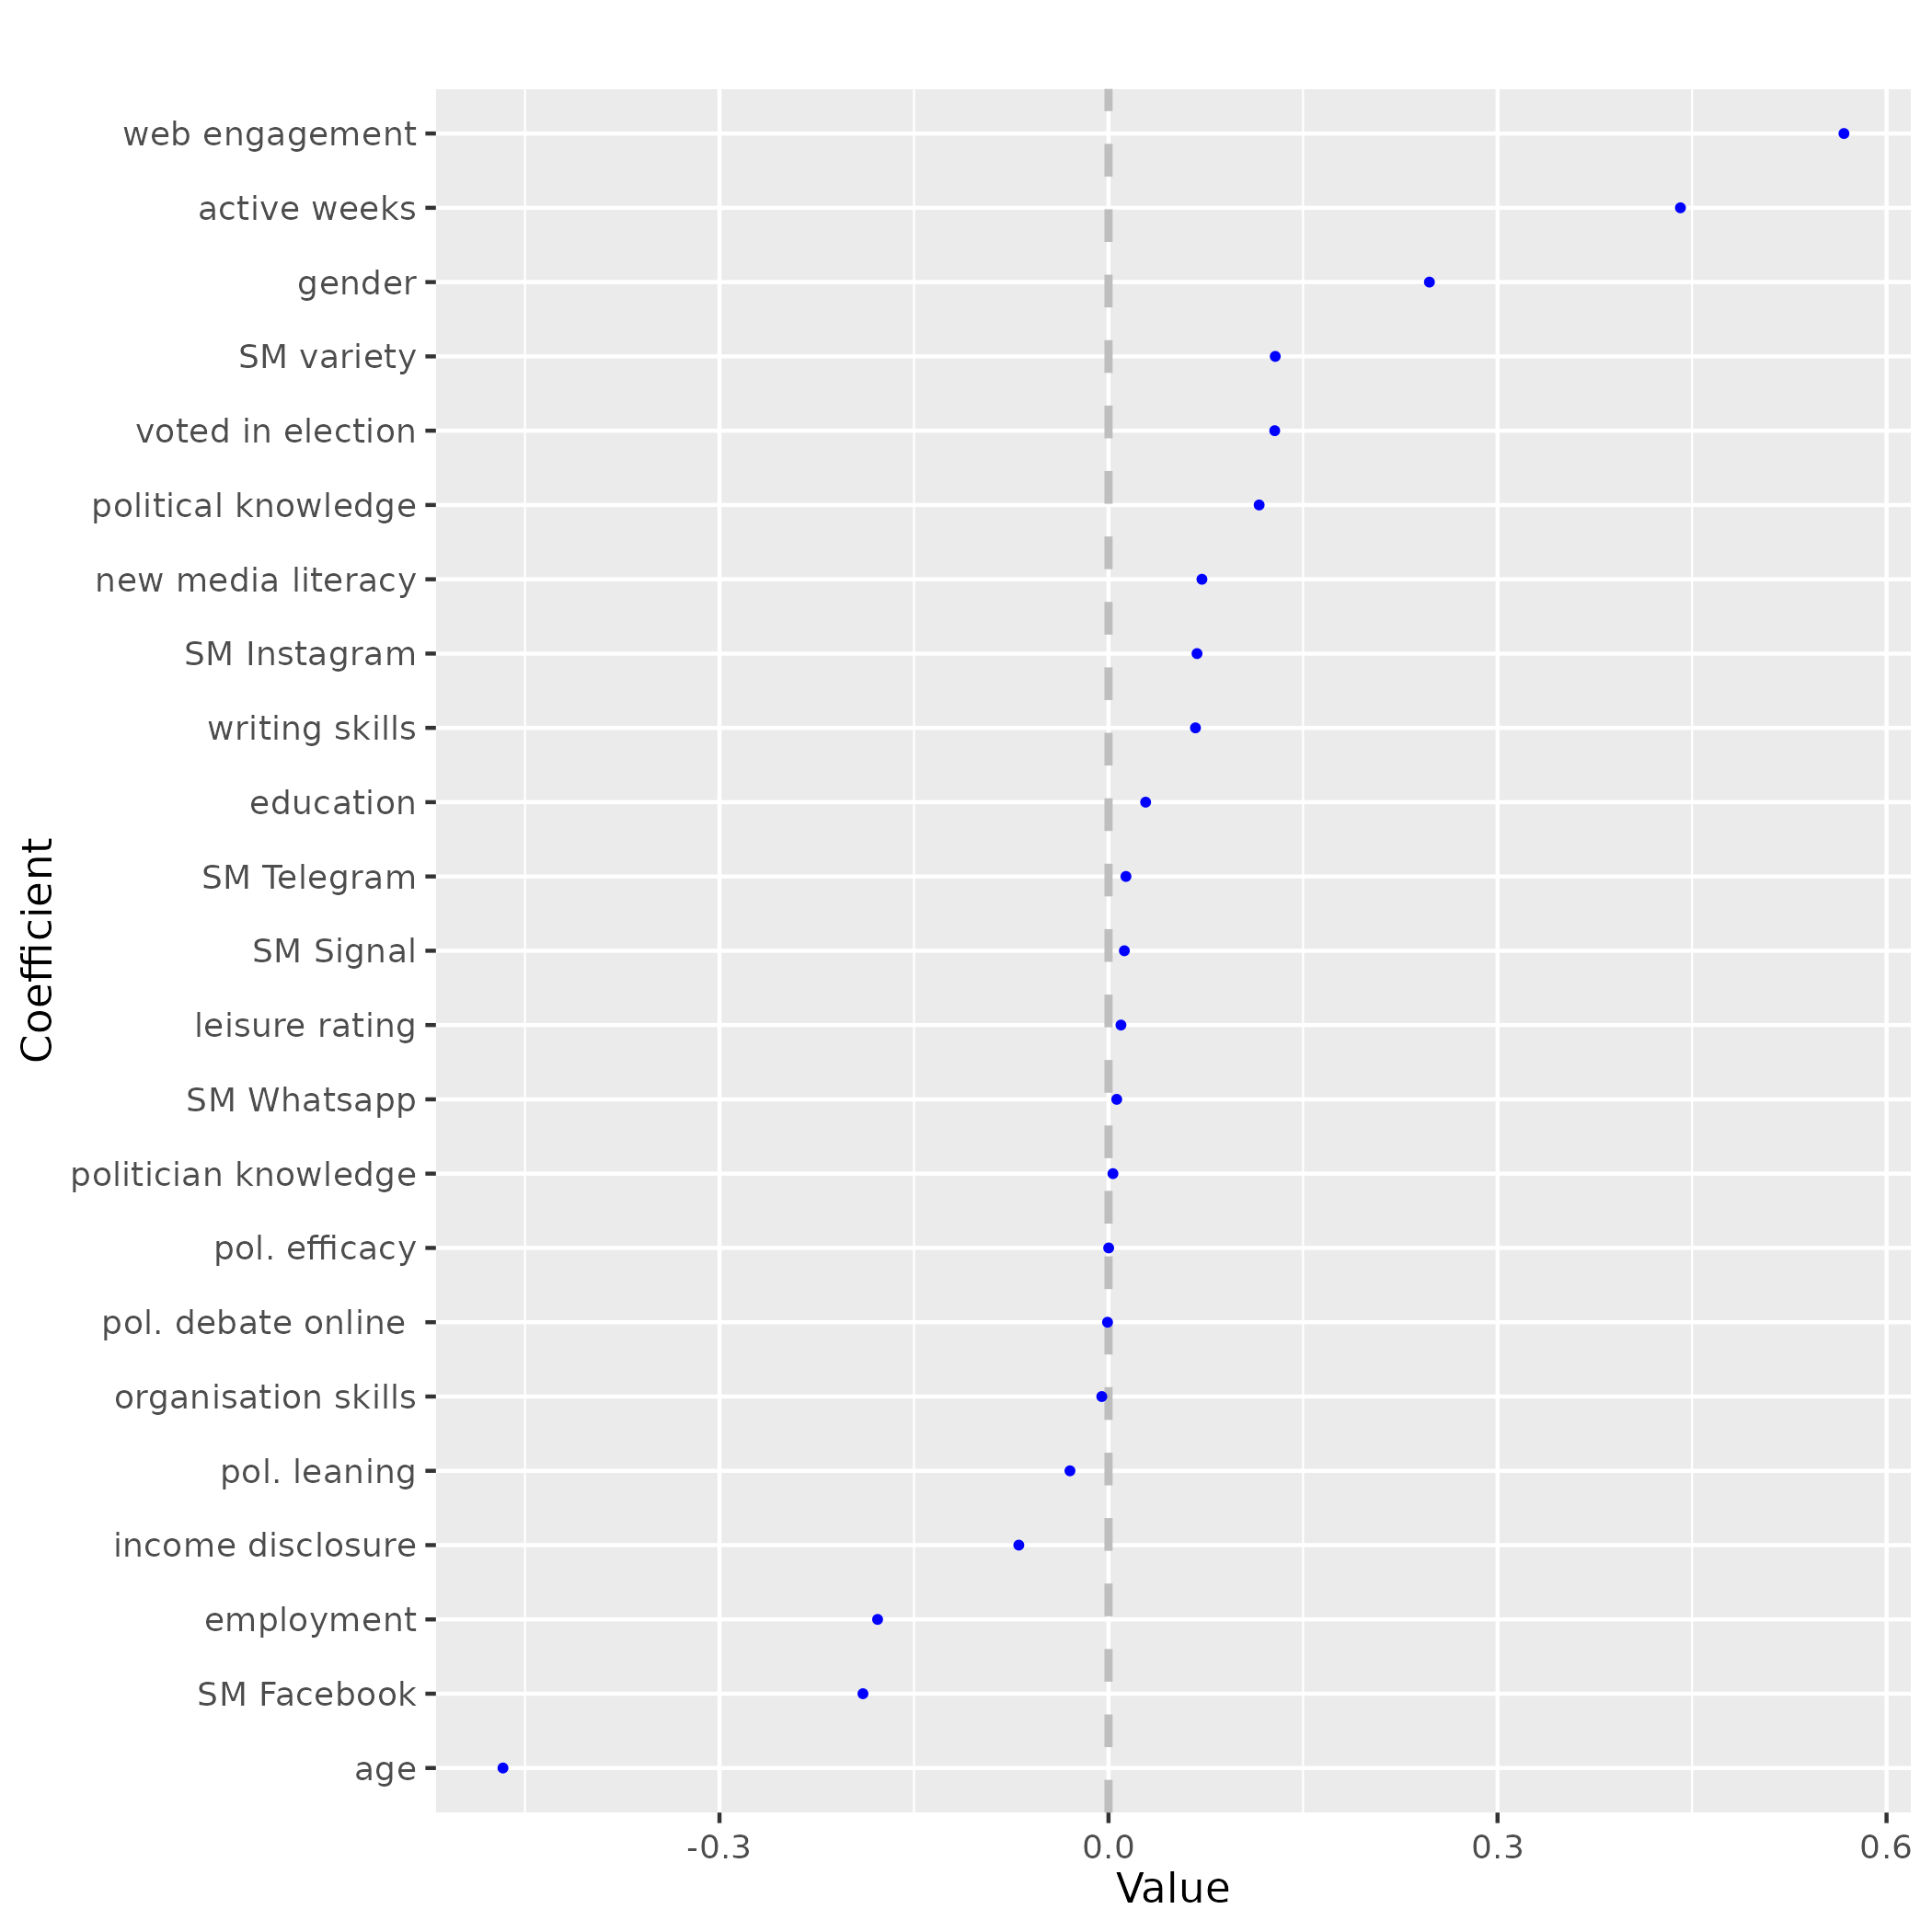 web engagement
active weeks
gender
SM variety
voted in election
political knowledge
new media literacy
SM Instagram
writing skills
education
SM Telegram
SM Signal
leisure rating
SM Whatsapp
politician knowledge
pol. efficacy
pol. debate online
organisation skills
pol. leaning
income disclosure
employment
SM Facebook
age
Coefficient
-0.3 0.0 0.3 0.6
Value